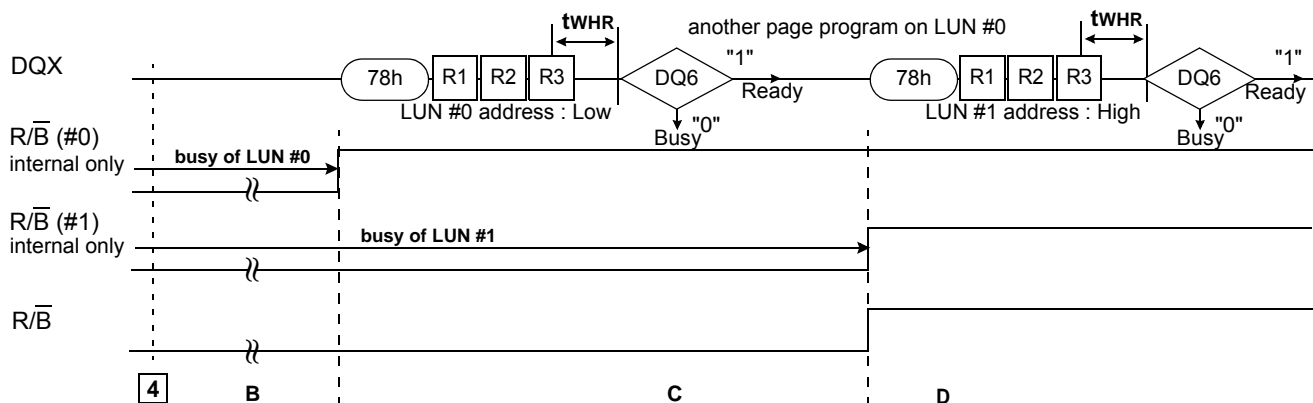 tWHR
another page program on LUN #0
tWHR
DQX
78h R1 R2 R3 DQ6 "1" Ready
78h R1 R2 R3 DQ6 "1" Ready
LUN #0 address : Low
"0"
Busy
LUN #1 address : High
"0"
Busy
R/B̅ (#0)
internal only
busy of LUN #0
R/B̅ (#1)
internal only
busy of LUN #1
R/B̅
4 B C D